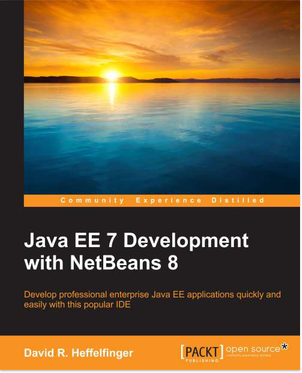 Community Experience Distilled
Java EE 7 Development
with NetBeans 8
Develop professional enterprise Java EE applications quickly and
easily with this popular IDE
David R. Heffelfinger
[PACKT] open source*
PUBLISHING